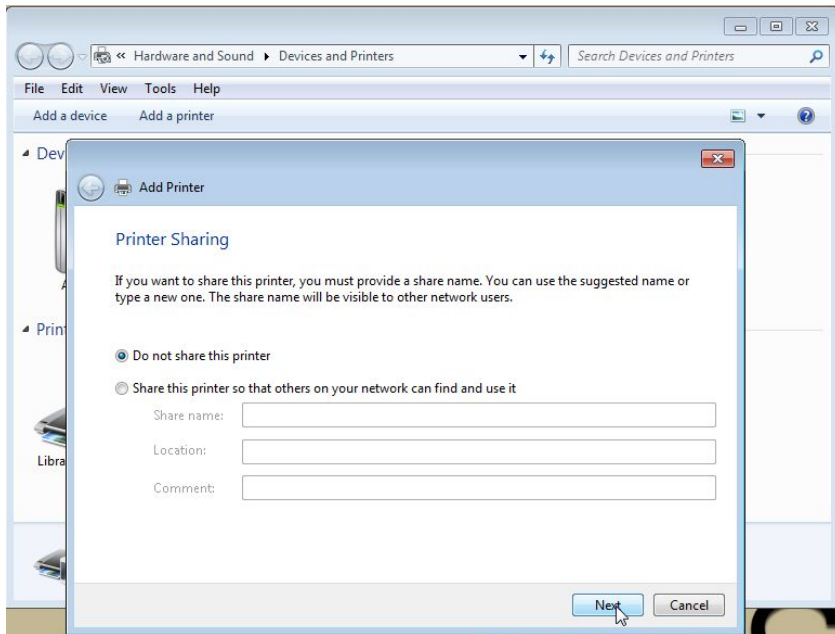 « Hardware and Sound ▸ Devices and Printers
Search Devices and Printers
File Edit View Tools Help
Add a device Add a printer
Dev
Add Printer
Printer Sharing
If you want to share this printer, you must provide a share name. You can use the suggested name or
type a new one. The share name will be visible to other network users.
Print
Do not share this printer
Share this printer so that others on your network can find and use it
Share name:
Location:
Libra
Comment:
Next Cancel